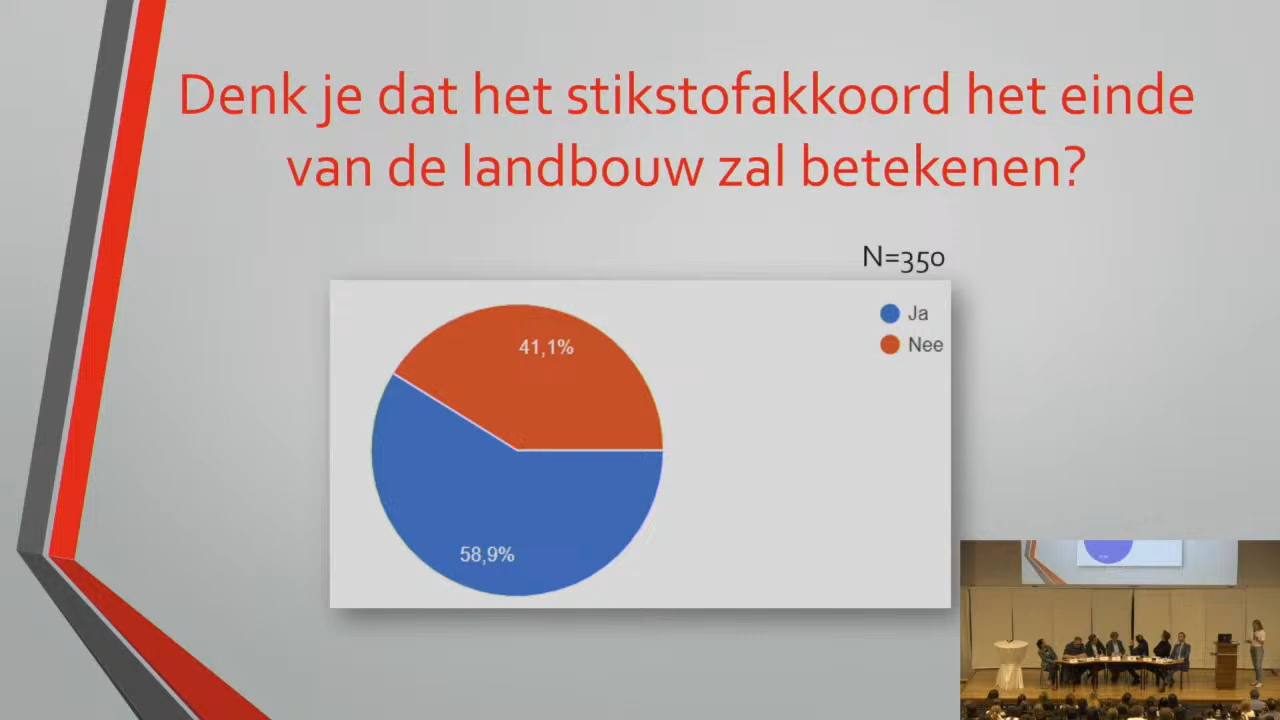 Denk je dat het stikstofakkoord het einde
van de landbouw zal betekenen?
N=350
Ja
Nee
41,1%
58,9%